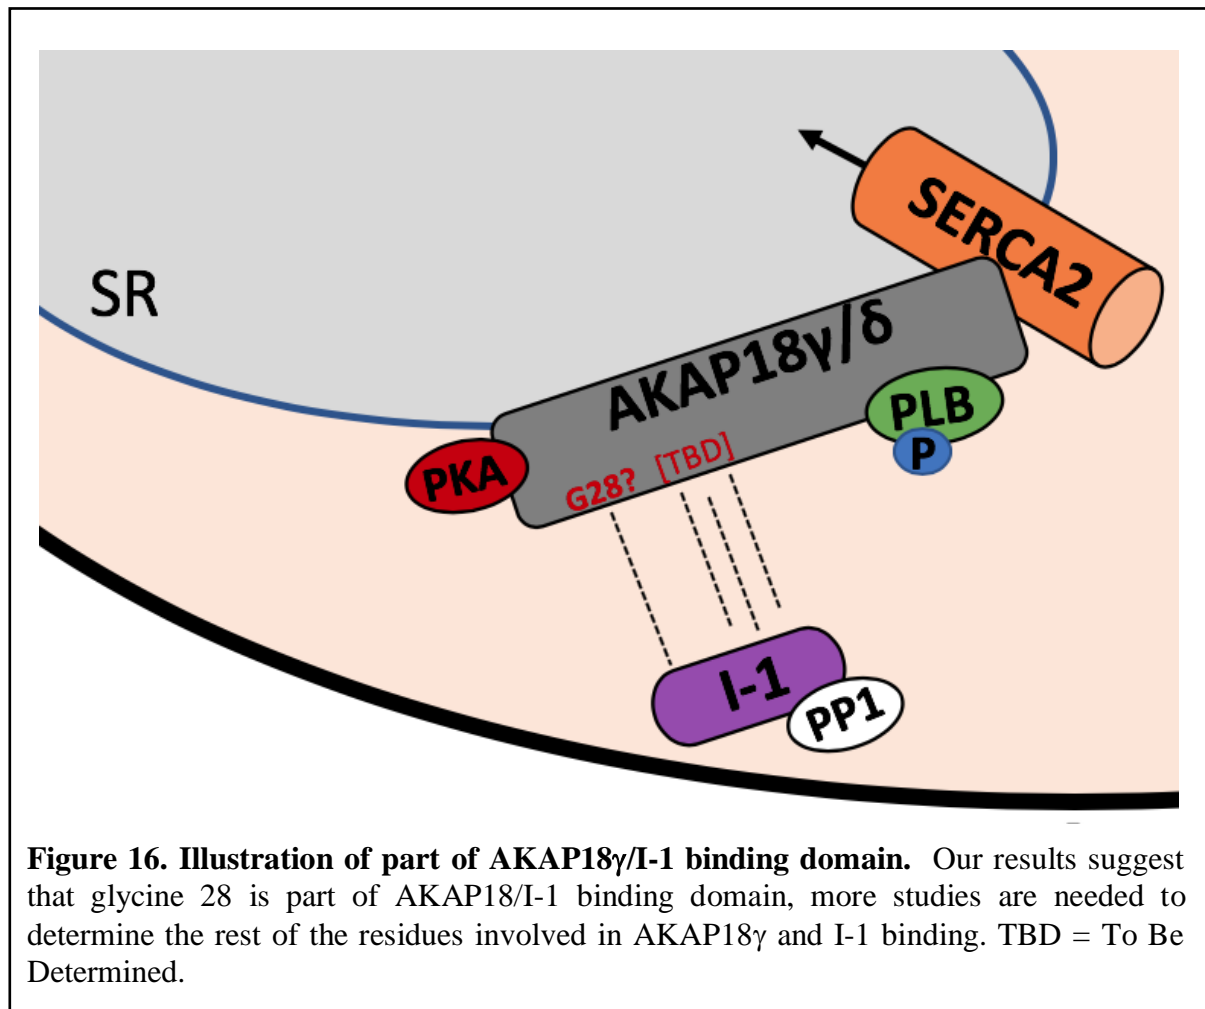 SERCA2
SR
AKAP18γ/δ
PLB
P
PKA
G28? [TBD]
I-1
PP1
Figure 16. Illustration of part of AKAP18γ/I-1 binding domain. Our results suggest
that glycine 28 is part of AKAP18/I-1 binding domain, more studies are needed to
determine the rest of the residues involved in AKAP18γ and I-1 binding. TBD = To Be
Determined.